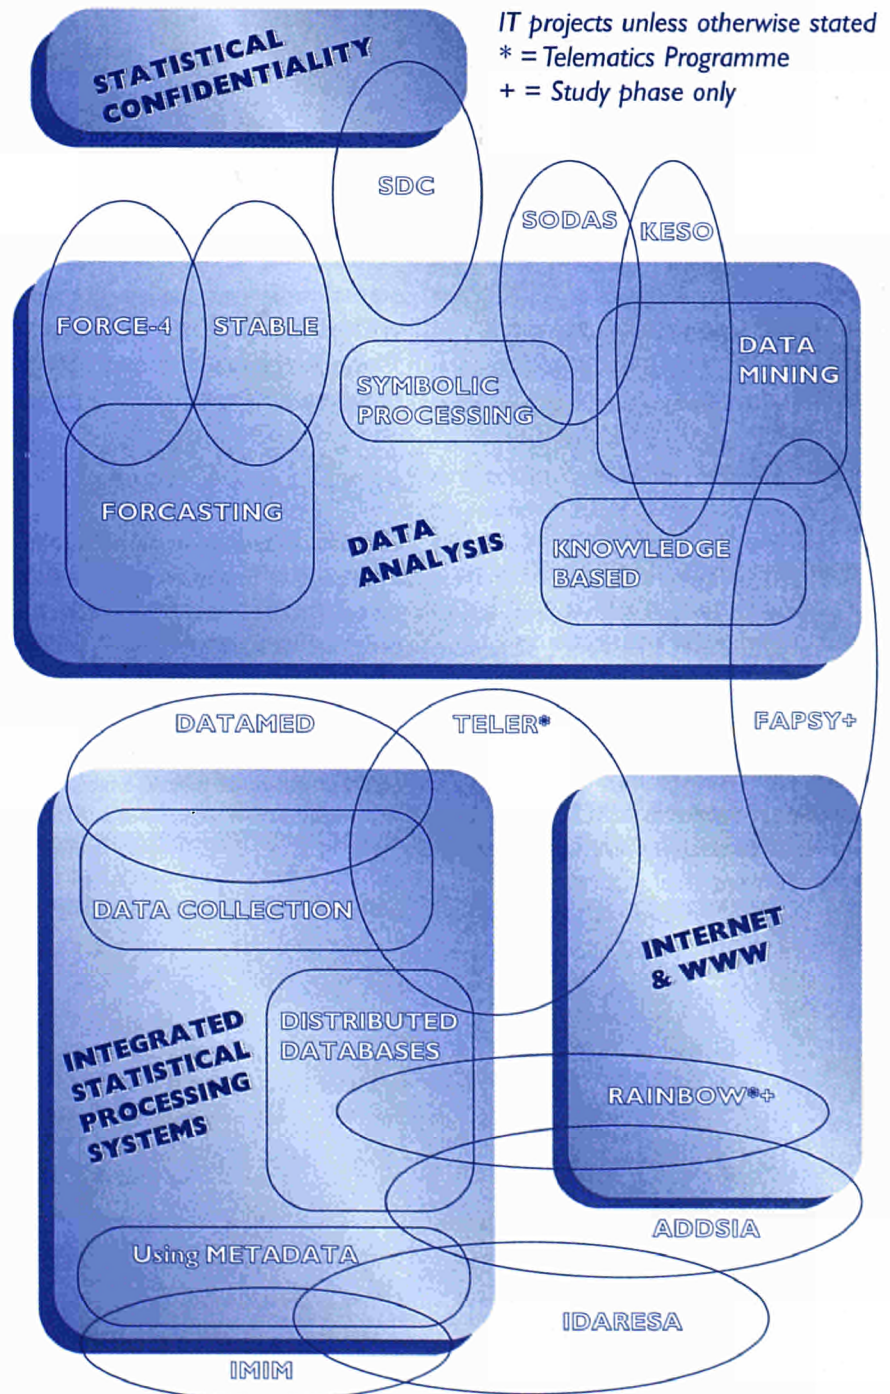 IT projects unless otherwise stated
* = Telematics Programme
+ = Study phase only
STATISTICAL
CONFIDENTIALITY
SDC
SODAS
KESO
FORCE-4
STABLE
DATA
MINING
SYMBOLIC
PROCESSING
FORCASTING
DATA
ANALYSIS
KNOWLEDGE
BASED
DATAMED
TELER*
FAPSY+
DATA COLLECTION
INTERNET
& WWW
DISTRIBUTED
DATABASES
INTEGRATED
STATISTICAL
PROCESSING
SYSTEMS
RAINBOW*+
ADDSIA
Using METADATA
IDARESA
IMIM